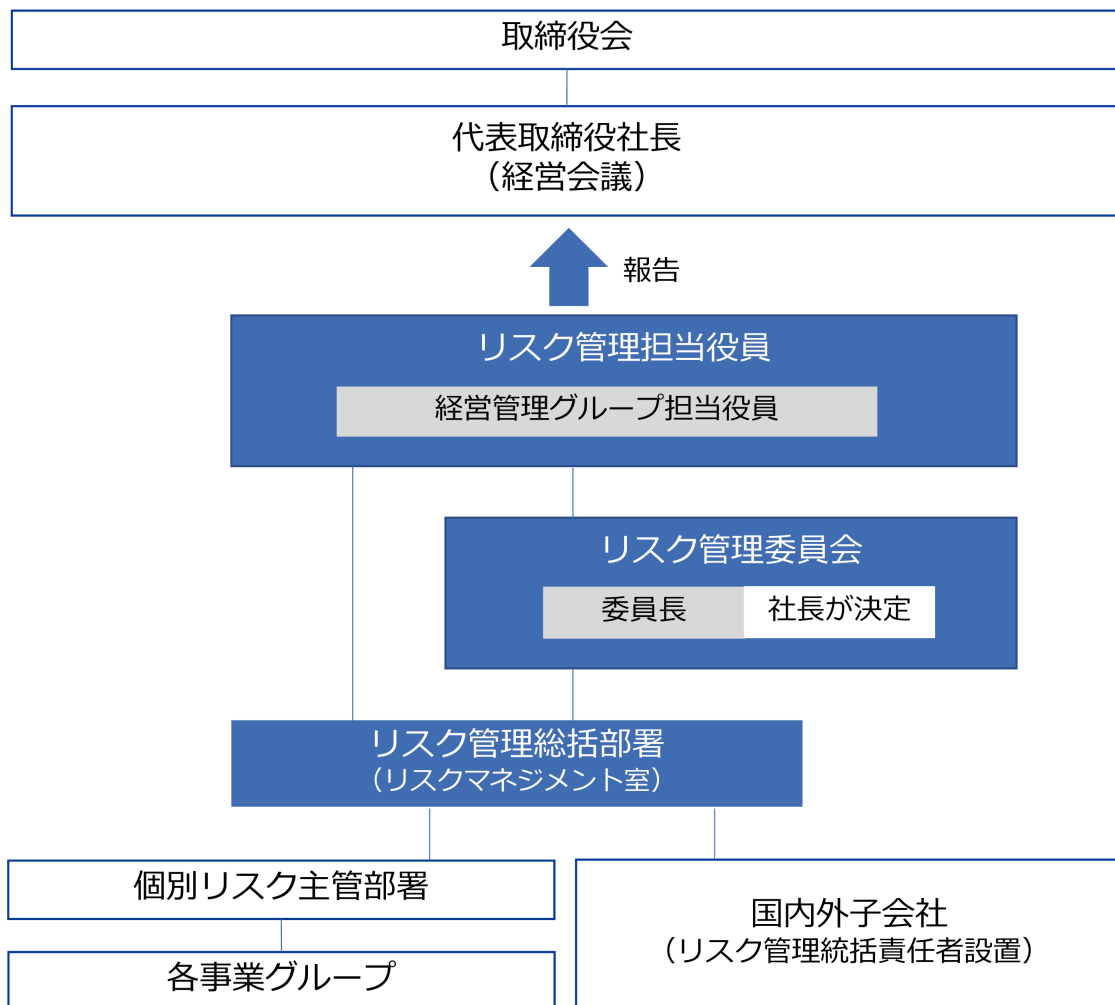 取締役会
代表取締役社長
（経営会議）
報告
リスク管理担当役員
経営管理グループ担当役員
リスク管理委員会
委員長 社長が決定
リスク管理総括部署
（リスクマネジメント室）
個別リスク主管部署
国内外子会社
（リスク管理統括責任者設置）
各事業グループ